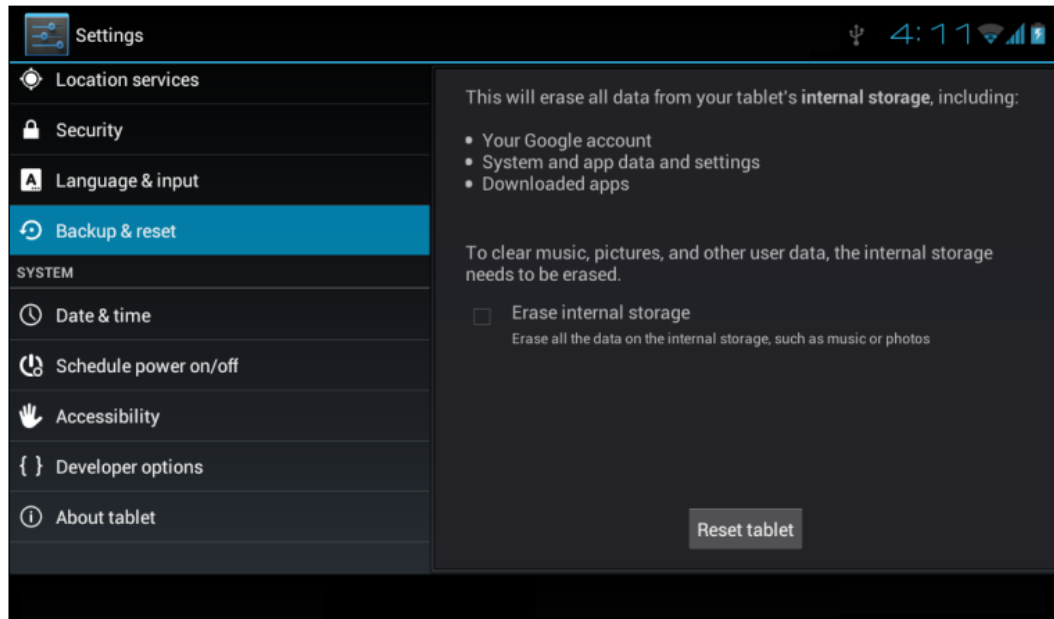 Settings
4:11
Location services
Security
Language & input
Backup & reset
SYSTEM
Date & time
Schedule power on/off
Accessibility
{ } Developer options
About tablet
This will erase all data from your tablet's internal storage, including:
• Your Google account
• System and app data and settings
• Downloaded apps
To clear music, pictures, and other user data, the internal storage
needs to be erased.
Erase internal storage
Erase all the data on the internal storage, such as music or photos
Reset tablet